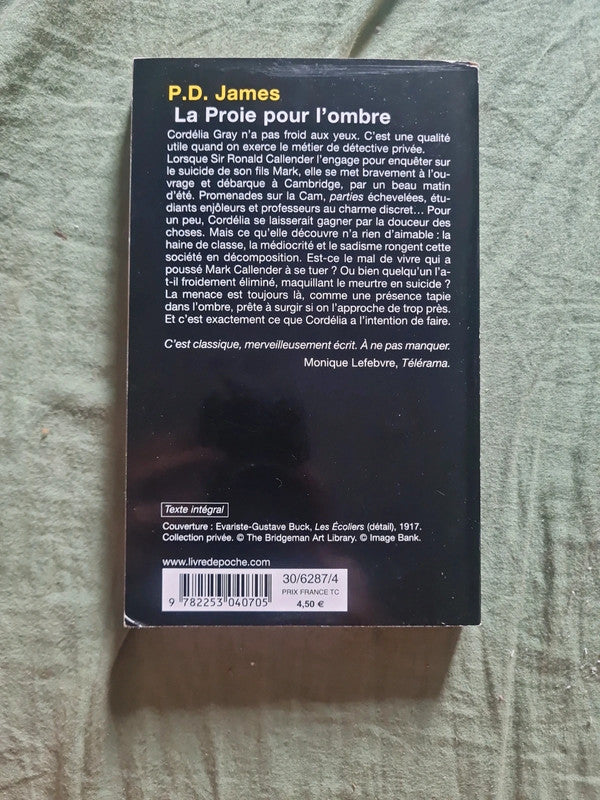 P.D. James
La Proie pour l'ombre
Cordélia Gray n'a pas froid aux yeux. C'est une qualité
utile quand on exerce le métier de détective privée.
Lorsque Sir Ronald Callender l'engage pour enquêter sur
le suicide de son fils Mark, elle se met bravement à l'ou-
vrage et débarque à Cambridge, par un beau matin
d'été. Promenades sur la Cam, parties échevelées, étu-
diants enjôleurs et professeurs au charme discret... Pour
un peu, Cordélia se laisserait gagner par la douceur des
choses. Mais ce qu'elle découvre n'a rien d'aimable : la
haine de classe, la médiocrité et le sadisme rongent cette
société en décomposition. Est-ce le mal de vivre qui a
poussé Mark Callender à se tuer ? Ou bien quelqu'un l'a-
t-il froidement éliminé, maquillant le meurtre en suicide ?
La menace est toujours là, comme une présence tapie
dans l'ombre, prête à surgir si on l'approche de trop près.
Et c'est exactement ce que Cordélia a l'intention de faire.
C'est classique, merveilleusement écrit. À ne pas manquer.
Monique Lefebvre, Télérama.
Texte intégral
Couverture : Evariste-Gustave Buck, Les Écoliers (détail), 1917.
Collection privée. © The Bridgeman Art Library. © Image Bank.
www.livredepoche.com
30/6287/4
PRIX FRANCE TC
4,50 €
9 782253 040705